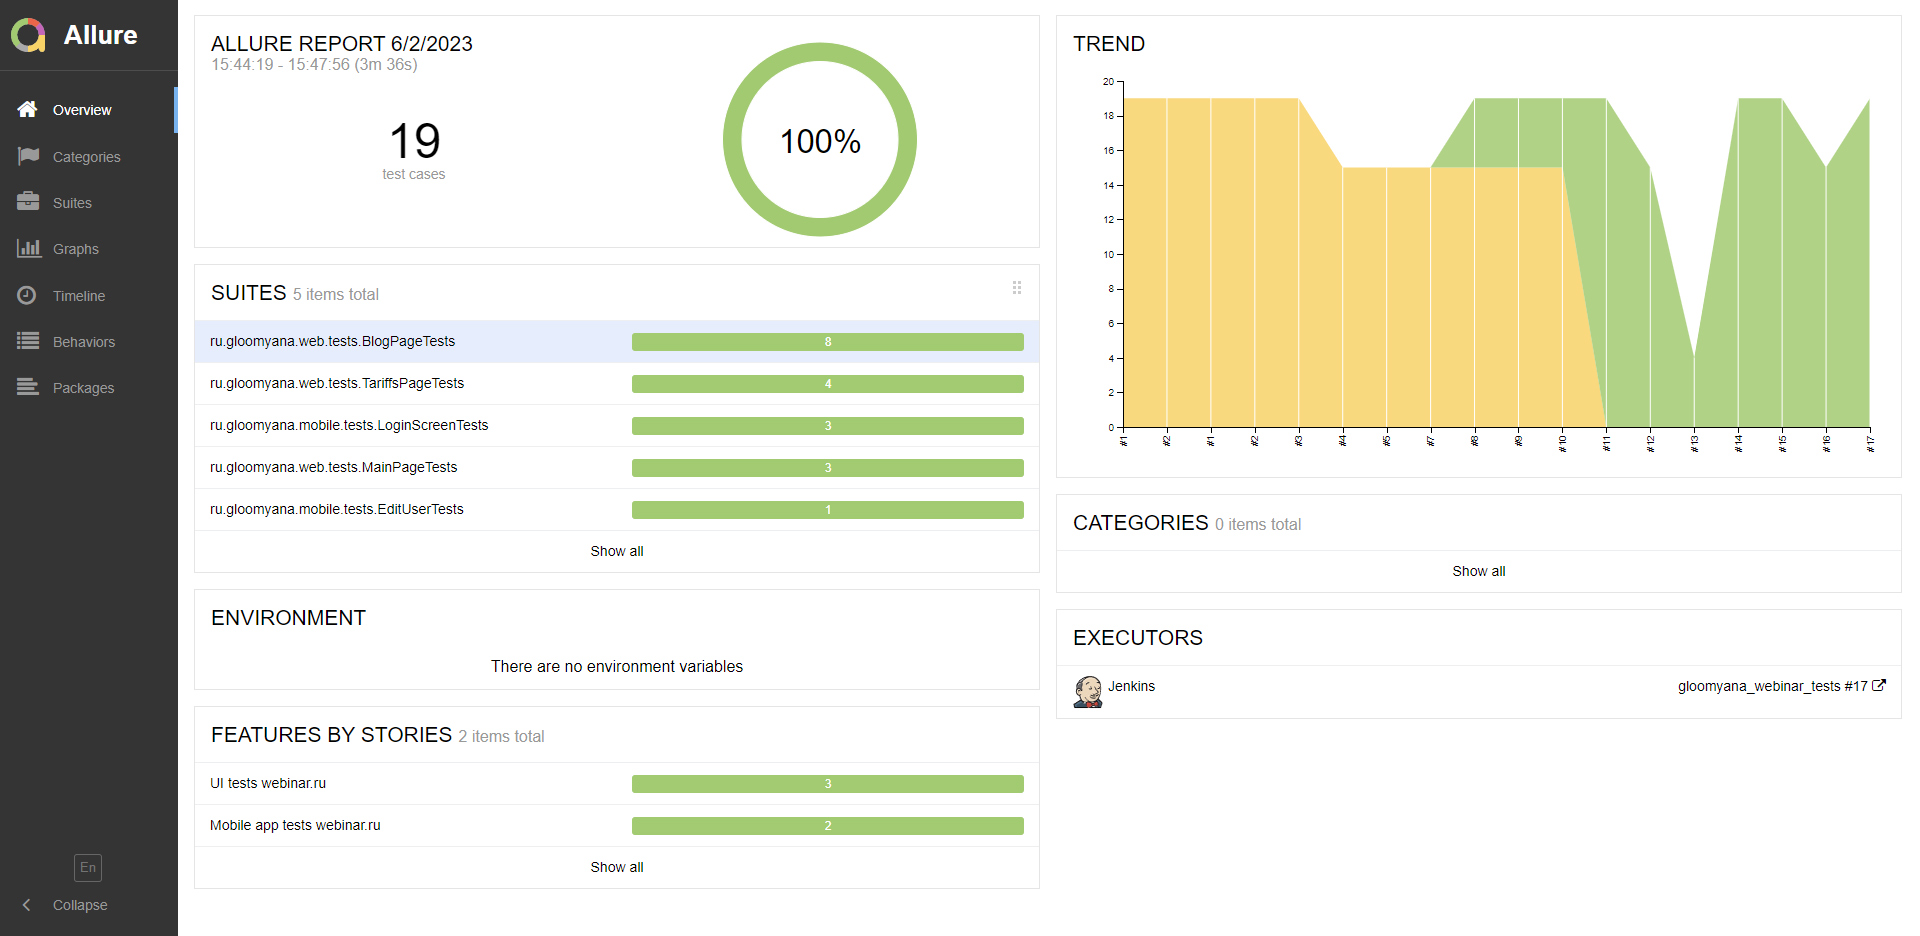 Allure
Overview
Categories
Suites
Graphs
Timeline
Behaviors
Packages
En
Collapse
ALLURE REPORT 6/2/2023
15:44:19 - 15:47:56 (3m 36s)
19
test cases
100%
SUITES 5 items total
ru.gloomyana.web.tests.BlogPageTests 8
ru.gloomyana.web.tests.TariffsPageTests 4
ru.gloomyana.mobile.tests.LoginScreenTests 3
ru.gloomyana.web.tests.MainPageTests 3
ru.gloomyana.mobile.tests.EditUserTests 1
Show all
ENVIRONMENT
There are no environment variables
FEATURES BY STORIES 2 items total
UI tests webinar.ru 3
Mobile app tests webinar.ru 2
Show all
TREND
20
18
16
14
12
10
8
6
4
2
0
#1 #2 #1 #2 #3 #4 #5 #7 #8 #9 #10 #11 #12 #13 #14 #15 #16 #17
CATEGORIES 0 items total
Show all
EXECUTORS
Jenkins gloomyana_webinar_tests #17